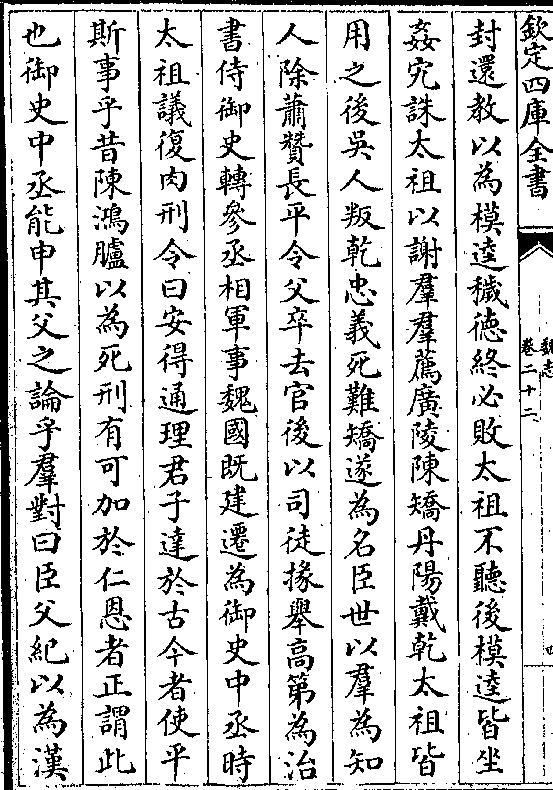 欽定四庫全書
魏志
卷二十二
四
封還教以為模逵穢德終必敗太祖不聽後模逵皆坐
姦宄誅太祖以謝羣羣薦廣陵陳矯丹陽戴乾太祖皆
用之後吳人叛乾忠義死難矯遂為名臣世以羣為知
人除蕭贊長平令父卒去官後以司徒掾舉高第為治
書侍御史轉參丞相軍事魏國既建遷為御史中丞時
太祖議復肉刑令曰安得通理君子達於古今者使平
斯事乎昔陳鴻臚以為死刑有可加於仁恩者正謂此
也御史中丞能申其父之論乎羣對曰臣父紀以為漢